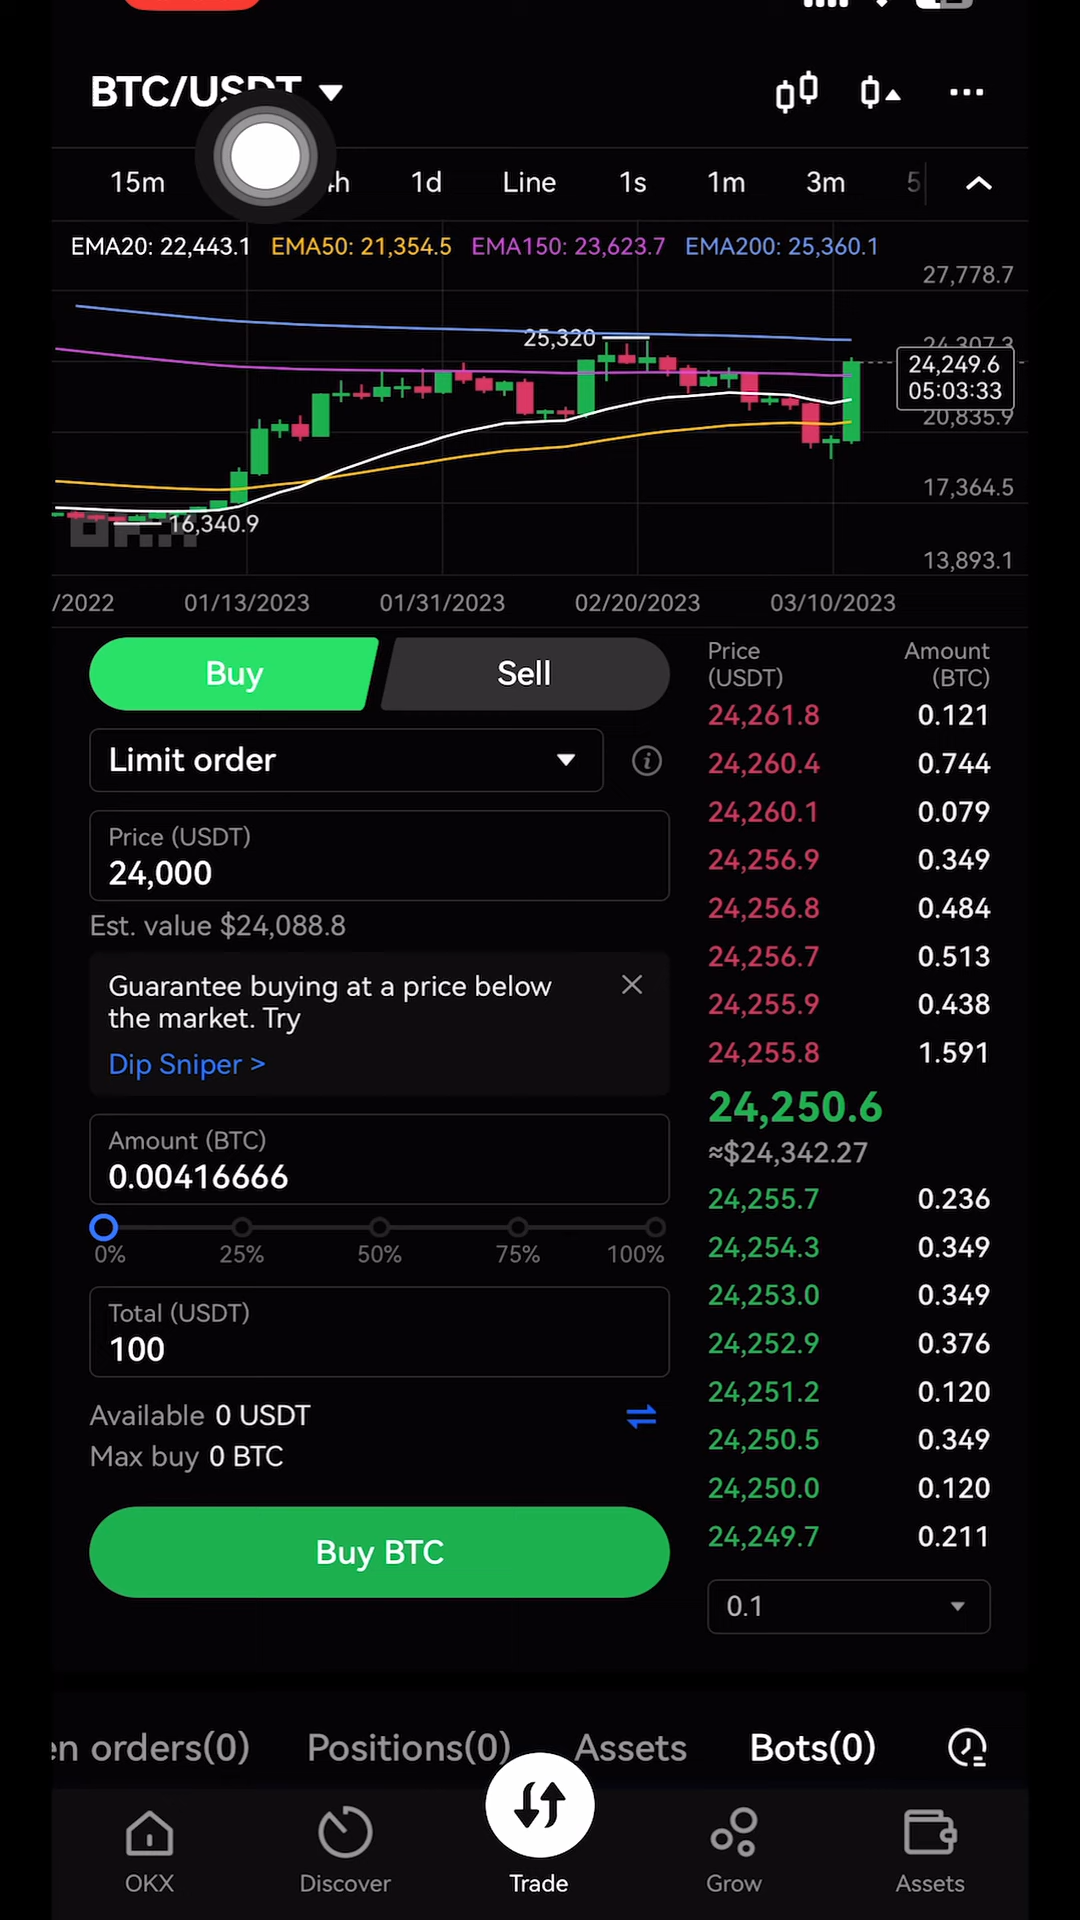 BTC/USDT
15m 4h 1d Line 1s 1m 3m 5
EMA20: 22,443.1 EMA50: 21,354.5 EMA150: 23,623.7 EMA200: 25,360.1
27,778.7
25,320
24,307.3
24,249.6
05:03:33
20,835.9
17,364.5
16,340.9
13,893.1
/2022 01/13/2023 01/31/2023 02/20/2023 03/10/2023
Buy Sell
Limit order
Price (USDT)
24,000
Est. value $24,088.8
Guarantee buying at a price below
the market. Try
Dip Sniper >
Amount (BTC)
0.00416666
0% 25% 50% 75% 100%
Total (USDT)
100
Available 0 USDT
Max buy 0 BTC
Buy BTC
Price Amount
(USDT) (BTC)
24,261.8 0.121
24,260.4 0.744
24,260.1 0.079
24,256.9 0.349
24,256.8 0.484
24,256.7 0.513
24,255.9 0.438
24,255.8 1.591
24,250.6
≈$24,342.27
24,255.7 0.236
24,254.3 0.349
24,253.0 0.349
24,252.9 0.376
24,251.2 0.120
24,250.5 0.349
24,250.0 0.120
24,249.7 0.211
0.1
en orders(0) Positions(0) Assets Bots(0)
OKX Discover Trade Grow Assets